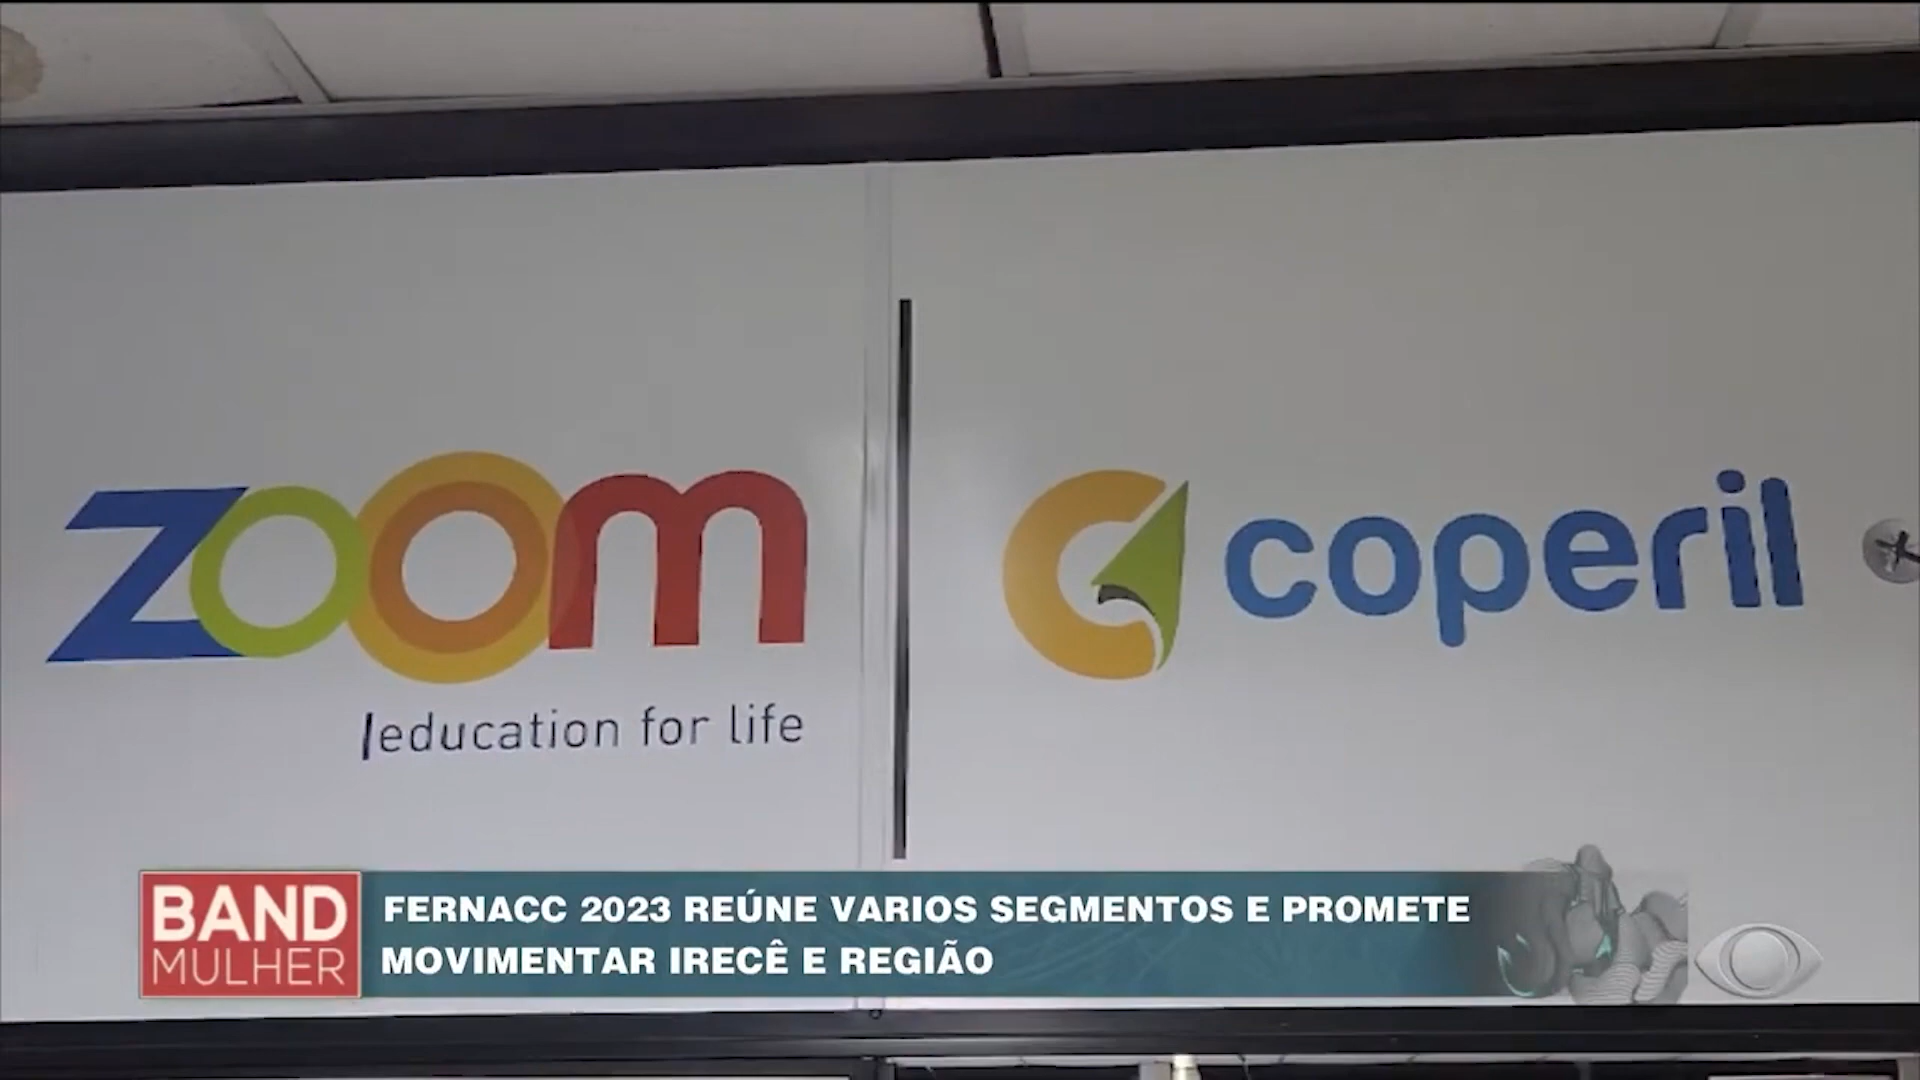 zoom
/education for life
coperil
BAND
MULHER
FERNACC 2023 REÚNE VARIOS SEGMENTOS E PROMETE
MOVIMENTAR IRECÊ E REGIÃO